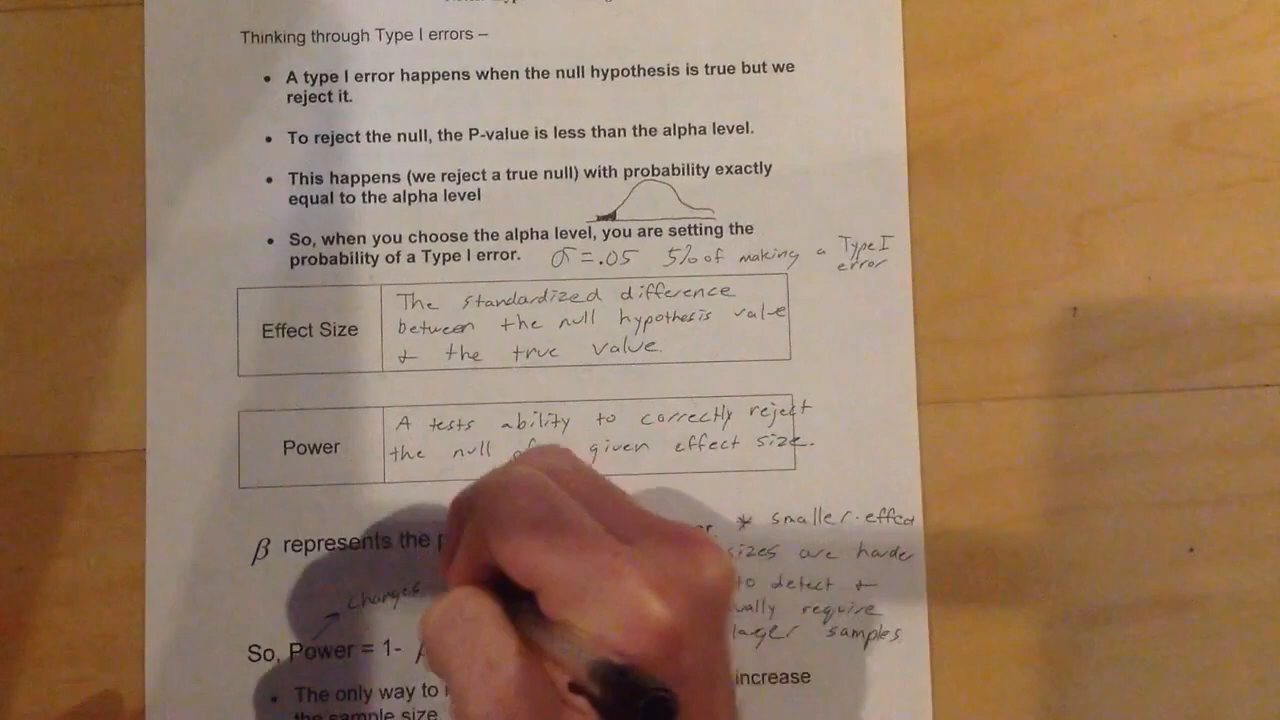 Thinking through Type I errors –
• A type I error happens when the null hypothesis is true but we
reject it.
• To reject the null, the P-value is less than the alpha level.
• This happens (we reject a true null) with probability exactly
equal to the alpha level
• So, when you choose the alpha level, you are setting the
probability of a Type I error. σ = .05 5% of making a Type I
error
Effect Size
The standardized difference
between the null hypothesis value
& the true value.
Power
A tests ability to correctly reject
the null given effect size.
β represents the
* smaller effect
sizes are harder
to detect &
require
larger samples
changes
So, Power = 1-
• The only way to
increase
the sample size